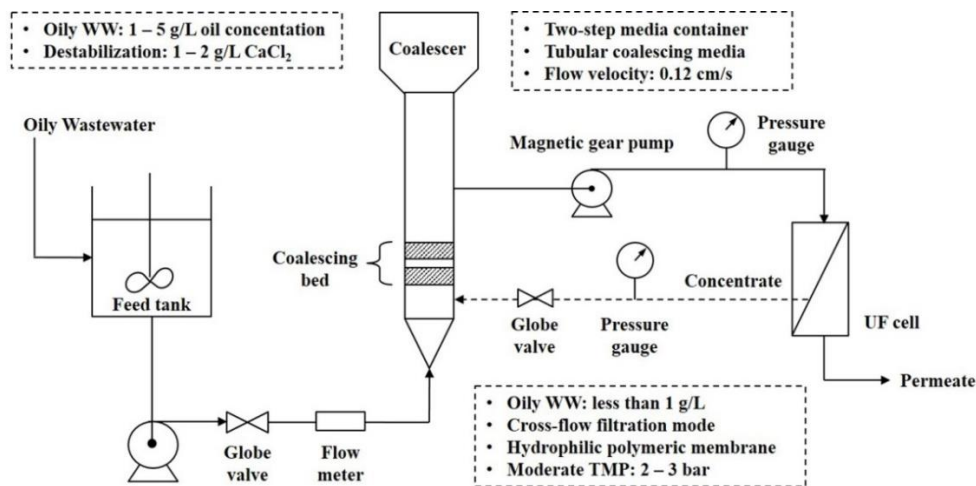 • Oily WW: 1 – 5 g/L oil concentation
• Destabilization: 1 – 2 g/L CaCl₂
Coalescer
• Two-step media container
• Tubular coalescing media
• Flow velocity: 0.12 cm/s
Oily Wastewater
Magnetic gear pump
Pressure
gauge
Coalescing
bed
Feed tank
Concentrate
Globe
valve
Pressure
gauge
UF cell
Permeate
• Oily WW: less than 1 g/L
• Cross-flow filtration mode
• Hydrophilic polymeric membrane
• Moderate TMP: 2 – 3 bar
Globe
valve
Flow
meter